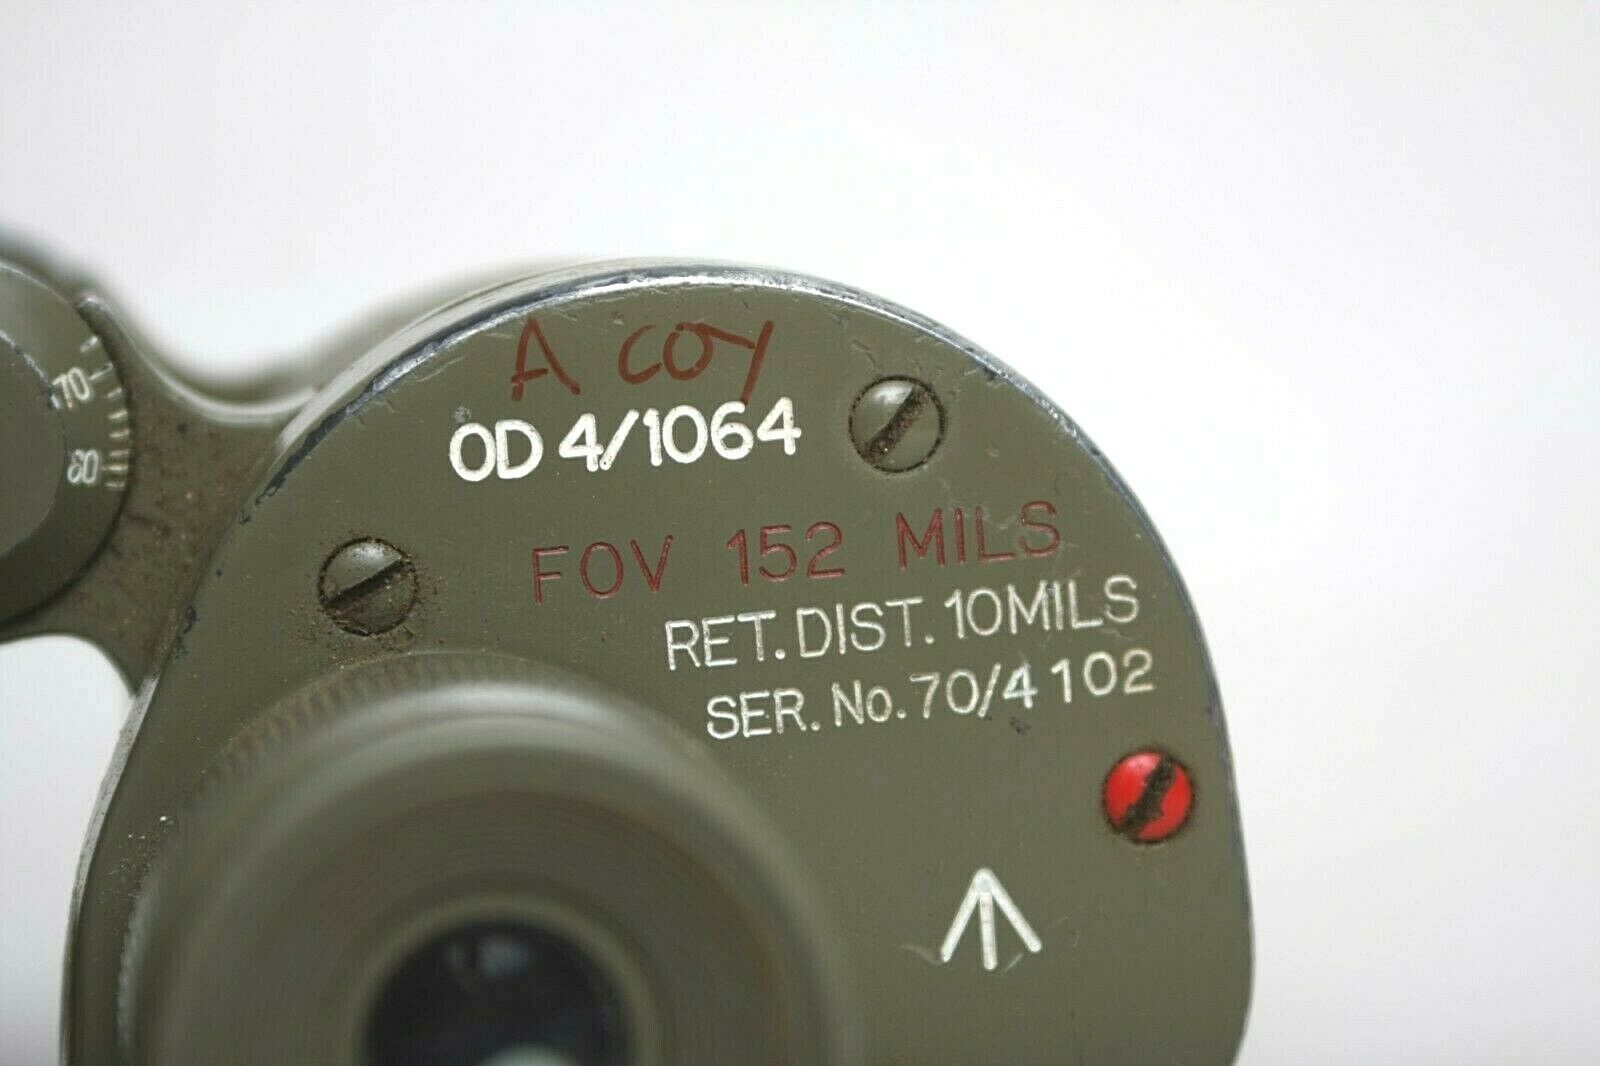 A COY
OD 4/1064
FOV 152 MILS
RET. DIST. 10MILS
SER. No. 70/4 102
70
80